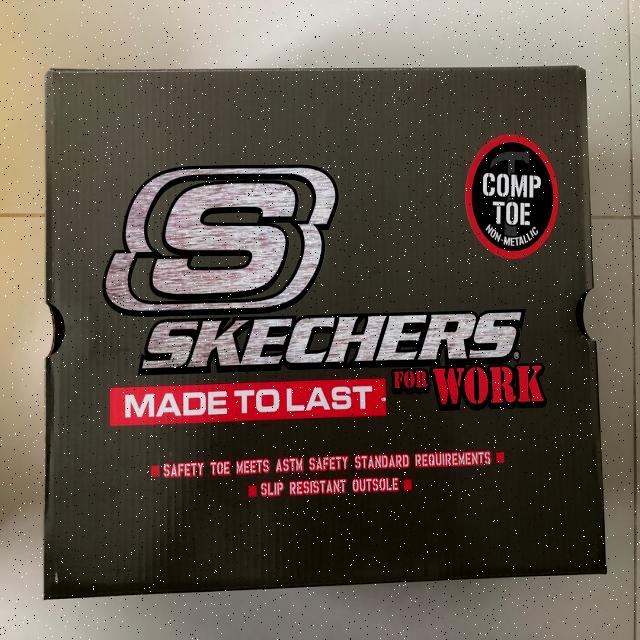 COMP
TOE
NON-METALLIC
S
SKECHERS
FOR WORK
MADE TO LAST
SAFETY TOE MEETS ASTM SAFETY STANDARD REQUIREMENTS
SLIP RESISTANT OUTSOLE